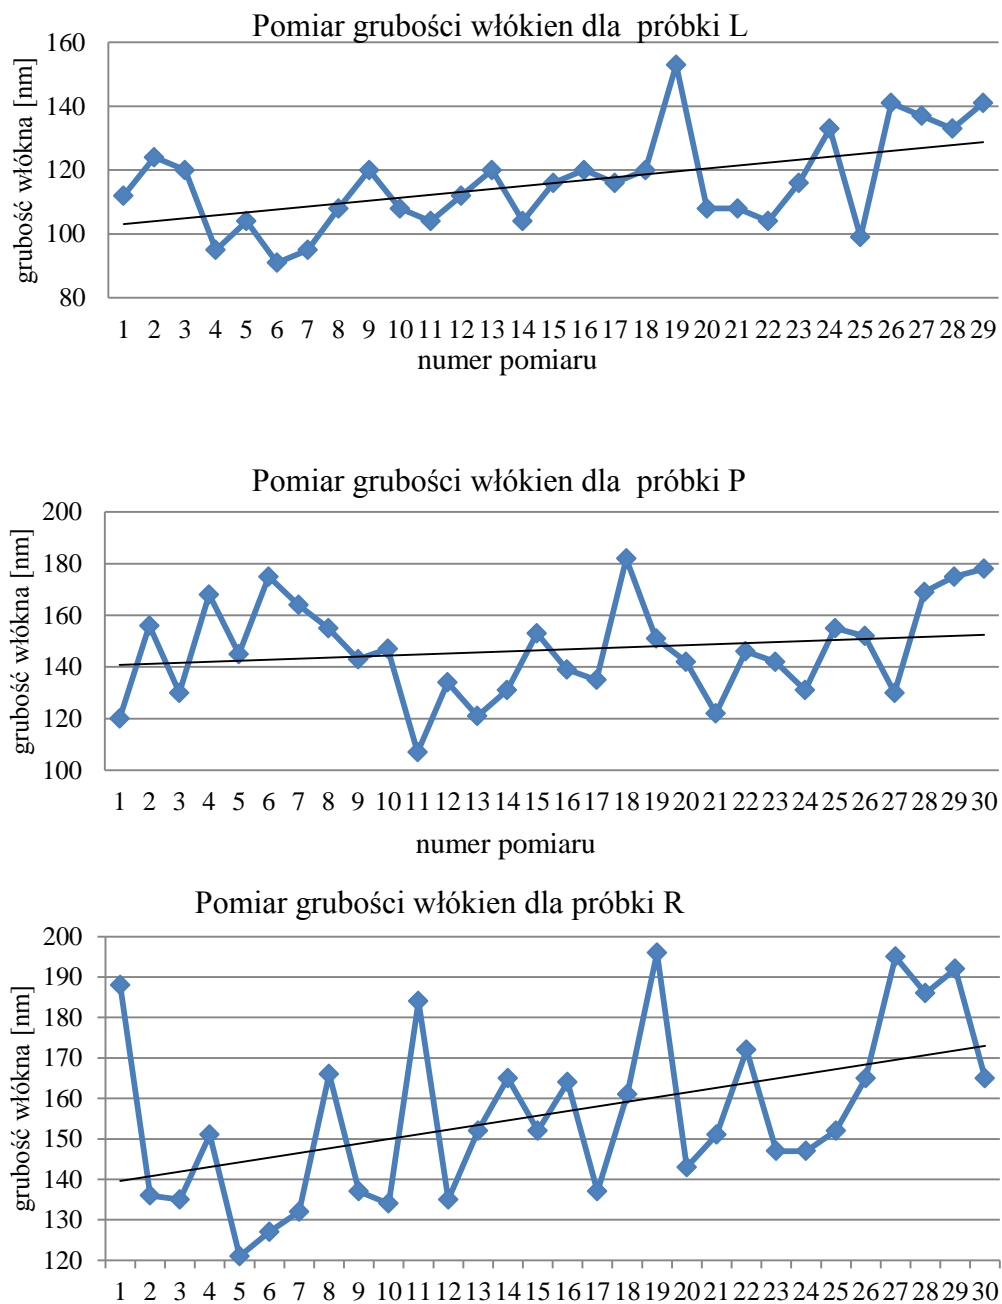 Pomiar grubości włókien dla próbki L
grubość włókna [nm]
160
140
120
100
80
1 2 3 4 5 6 7 8 9 10 11 12 13 14 15 16 17 18 19 20 21 22 23 24 25 26 27 28 29
numer pomiaru
Pomiar grubości włókien dla próbki P
grubość włókna [nm]
200
180
160
140
120
100
1 2 3 4 5 6 7 8 9 10 11 12 13 14 15 16 17 18 19 20 21 22 23 24 25 26 27 28 29 30
numer pomiaru
Pomiar grubości włókien dla próbki R
grubość włókna [nm]
200
190
180
170
160
150
140
130
120
1 2 3 4 5 6 7 8 9 10 11 12 13 14 15 16 17 18 19 20 21 22 23 24 25 26 27 28 29 30